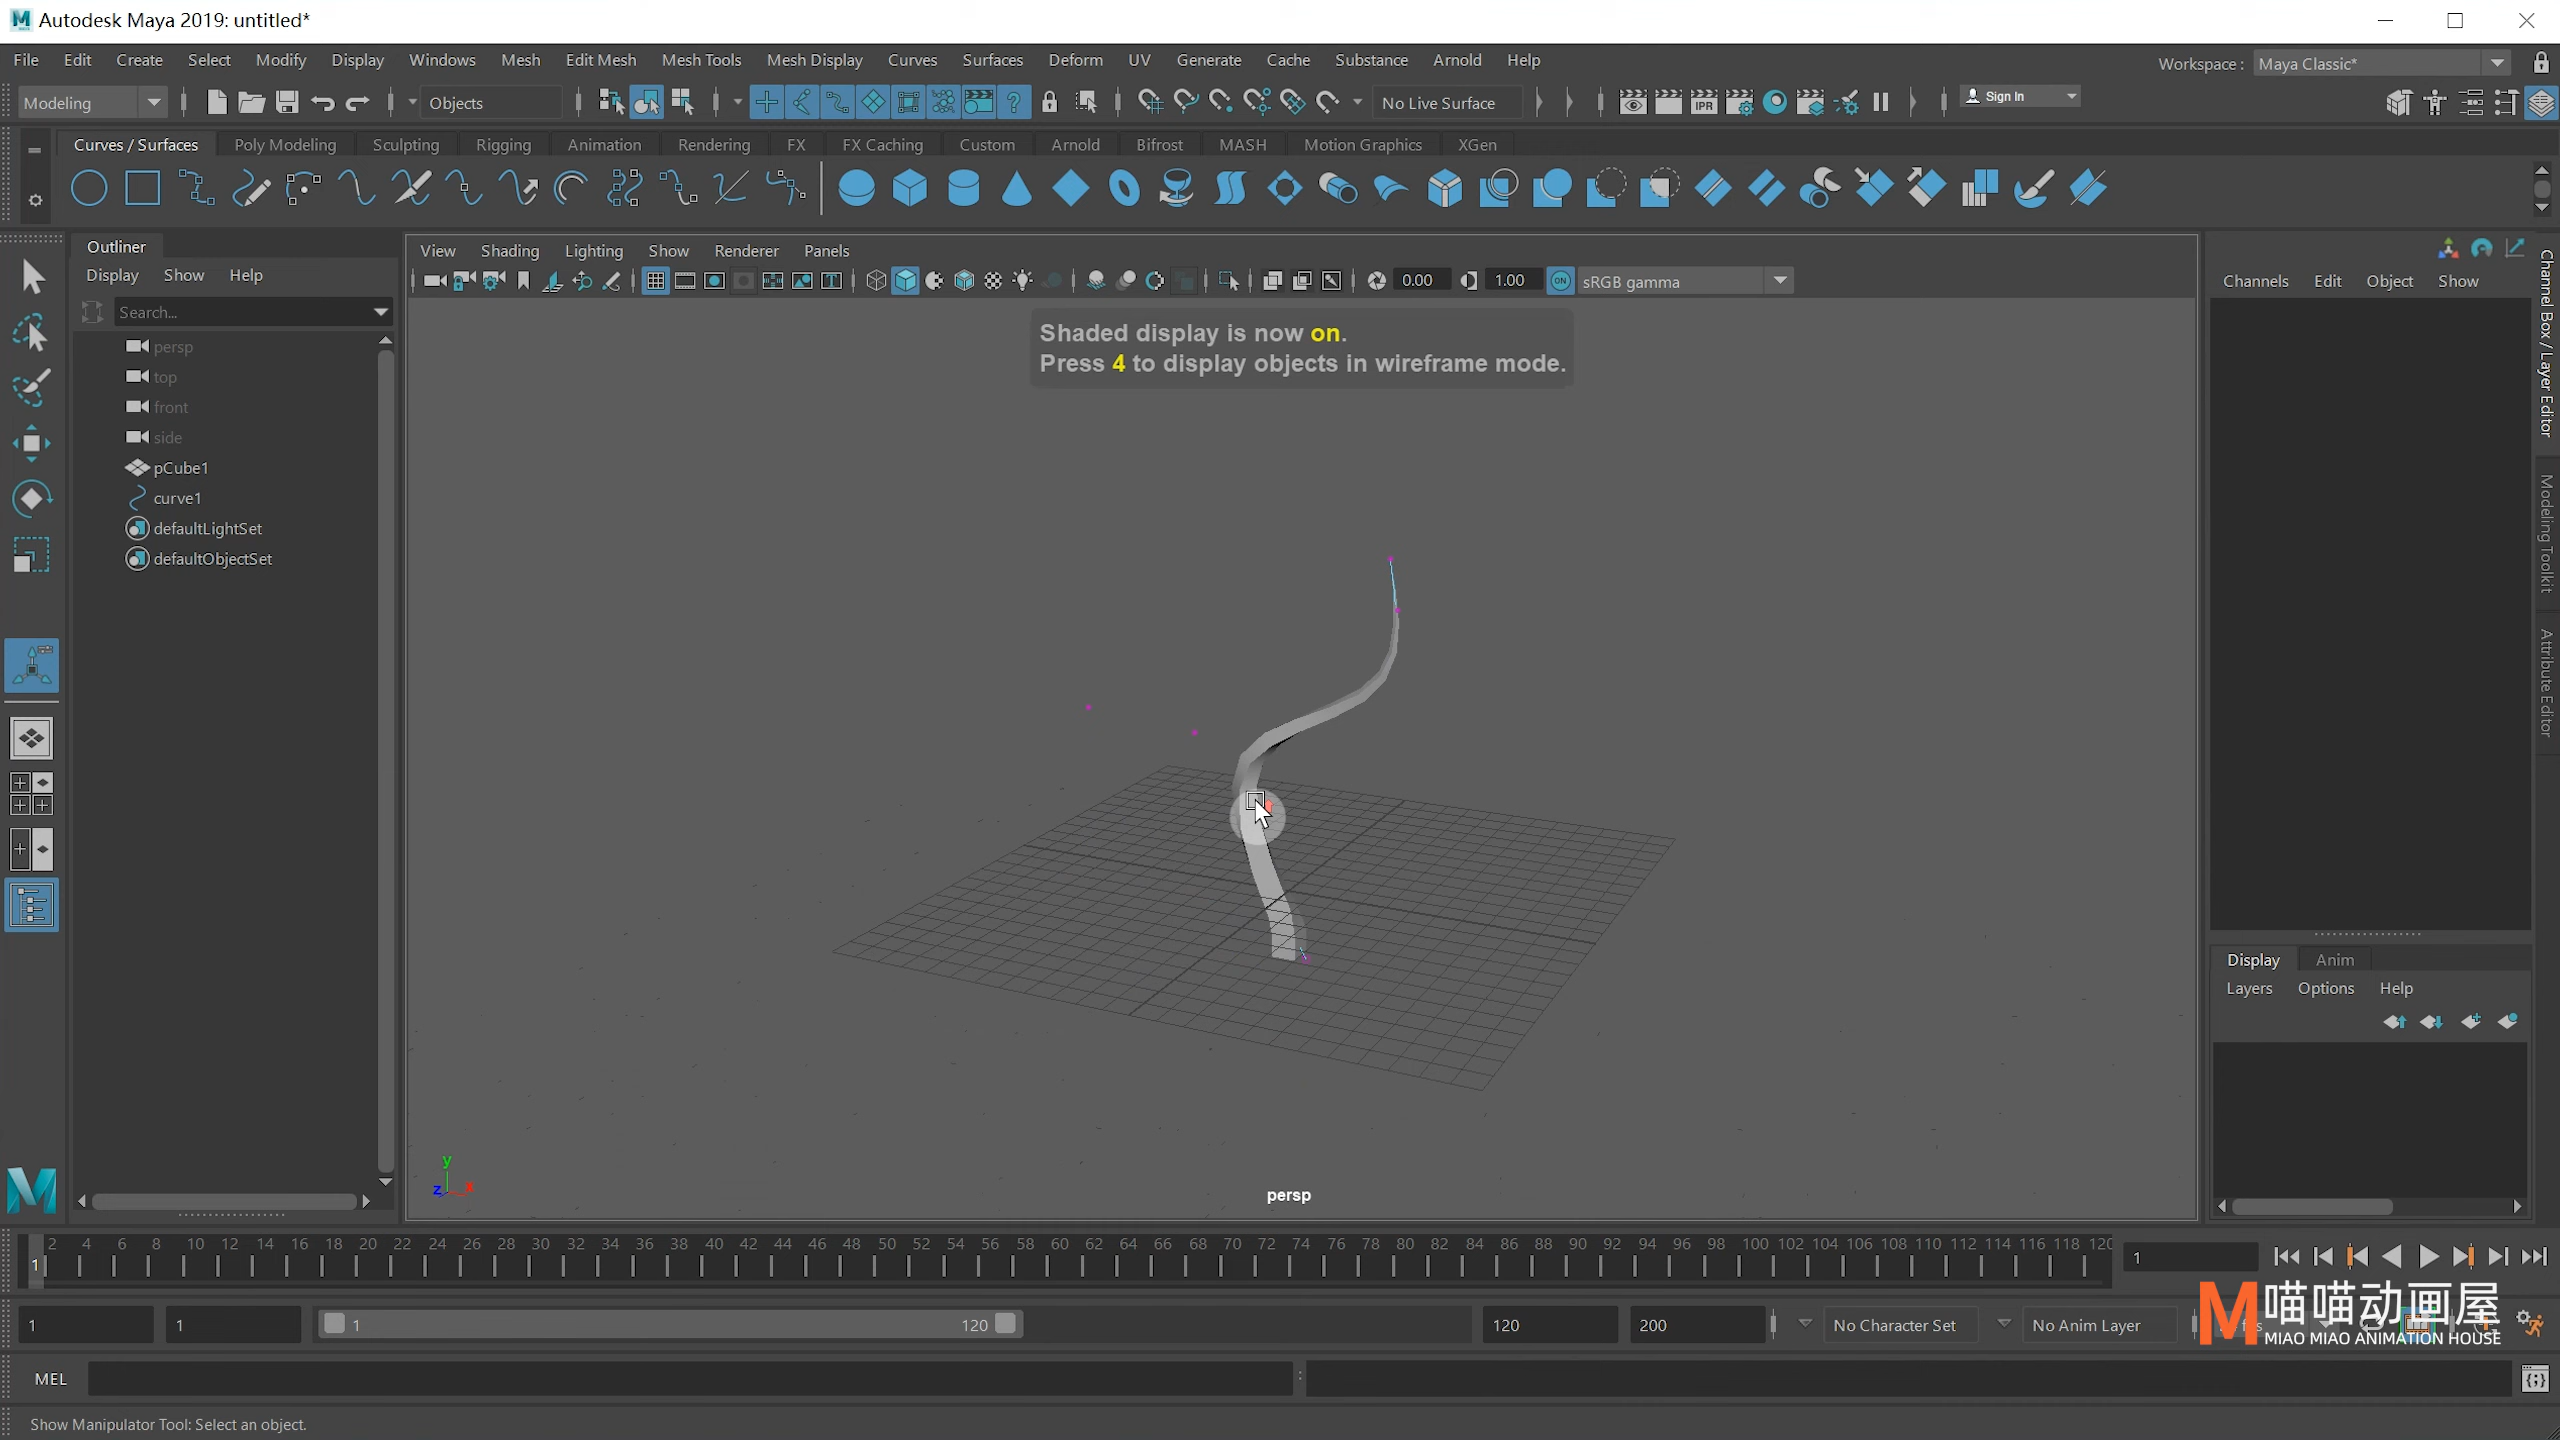 Autodesk Maya 2019: untitled*
File Edit Create Select Modify Display Windows Mesh Edit Mesh Mesh Tools Mesh Display Curves Surfaces Deform UV Generate Cache Substance Arnold Help
Workspace : Maya Classic*
Modeling
Objects
No Live Surface
IPR
Sign In
Curves / Surfaces Poly Modeling Sculpting Rigging Animation Rendering FX FX Caching Custom Arnold Bifrost MASH Motion Graphics XGen
Outliner
Display Show Help
Search...
persp
top
front
side
pCube1
curve1
defaultLightSet
defaultObjectSet
View Shading Lighting Show Renderer Panels
0.00
1.00
ON
sRGB gamma
Shaded display is now on.
Press 4 to display objects in wireframe mode.
y
z x
persp
Channels Edit Object Show
Channel Box / Layer Editor
Modeling Toolkit
Attribute Editor
Display Anim
Layers Options Help
1 2 4 6 8 10 12 14 16 18 20 22 24 26 28 30 32 34 36 38 40 42 44 46 48 50 52 54 56 58 60 62 64 66 68 70 72 74 76 78 80 82 84 86 88 90 92 94 96 98 100 102 104 106 108 110 112 114 116 118 120
1
1
1
1
120
120
200
No Character Set
No Anim Layer
喵喵动画屋
MIAO MIAO ANIMATION HOUSE
MEL
Show Manipulator Tool: Select an object.